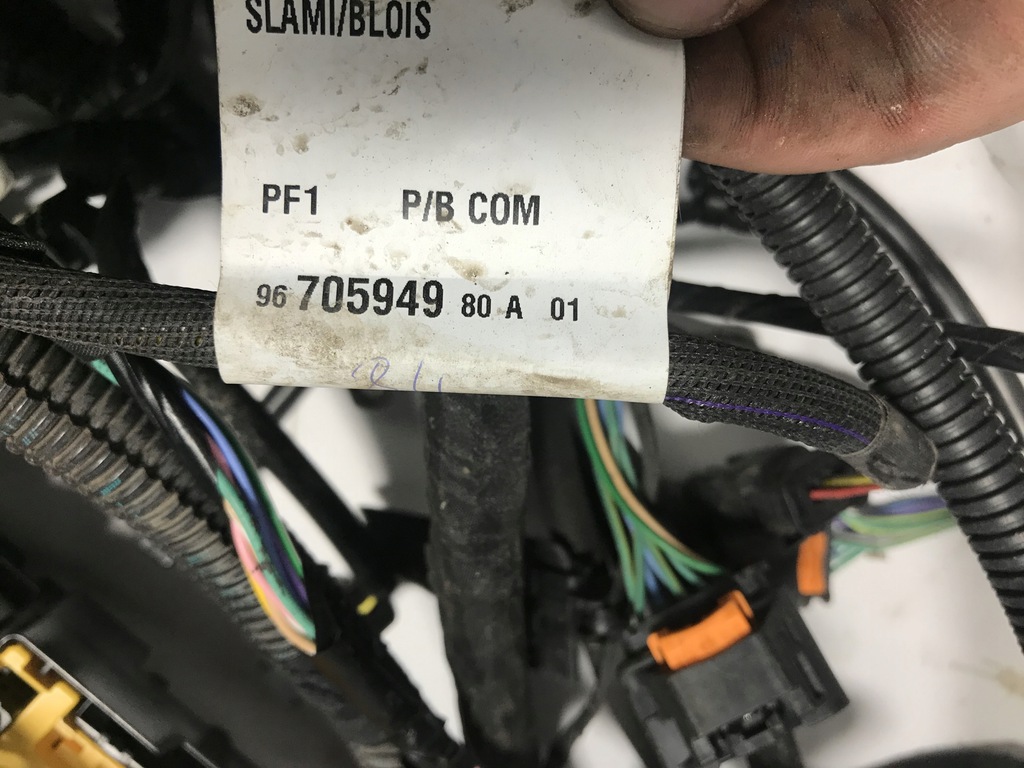 SLAMI/BLOIS
PF1 P/B COM
96 705949 80 A 01